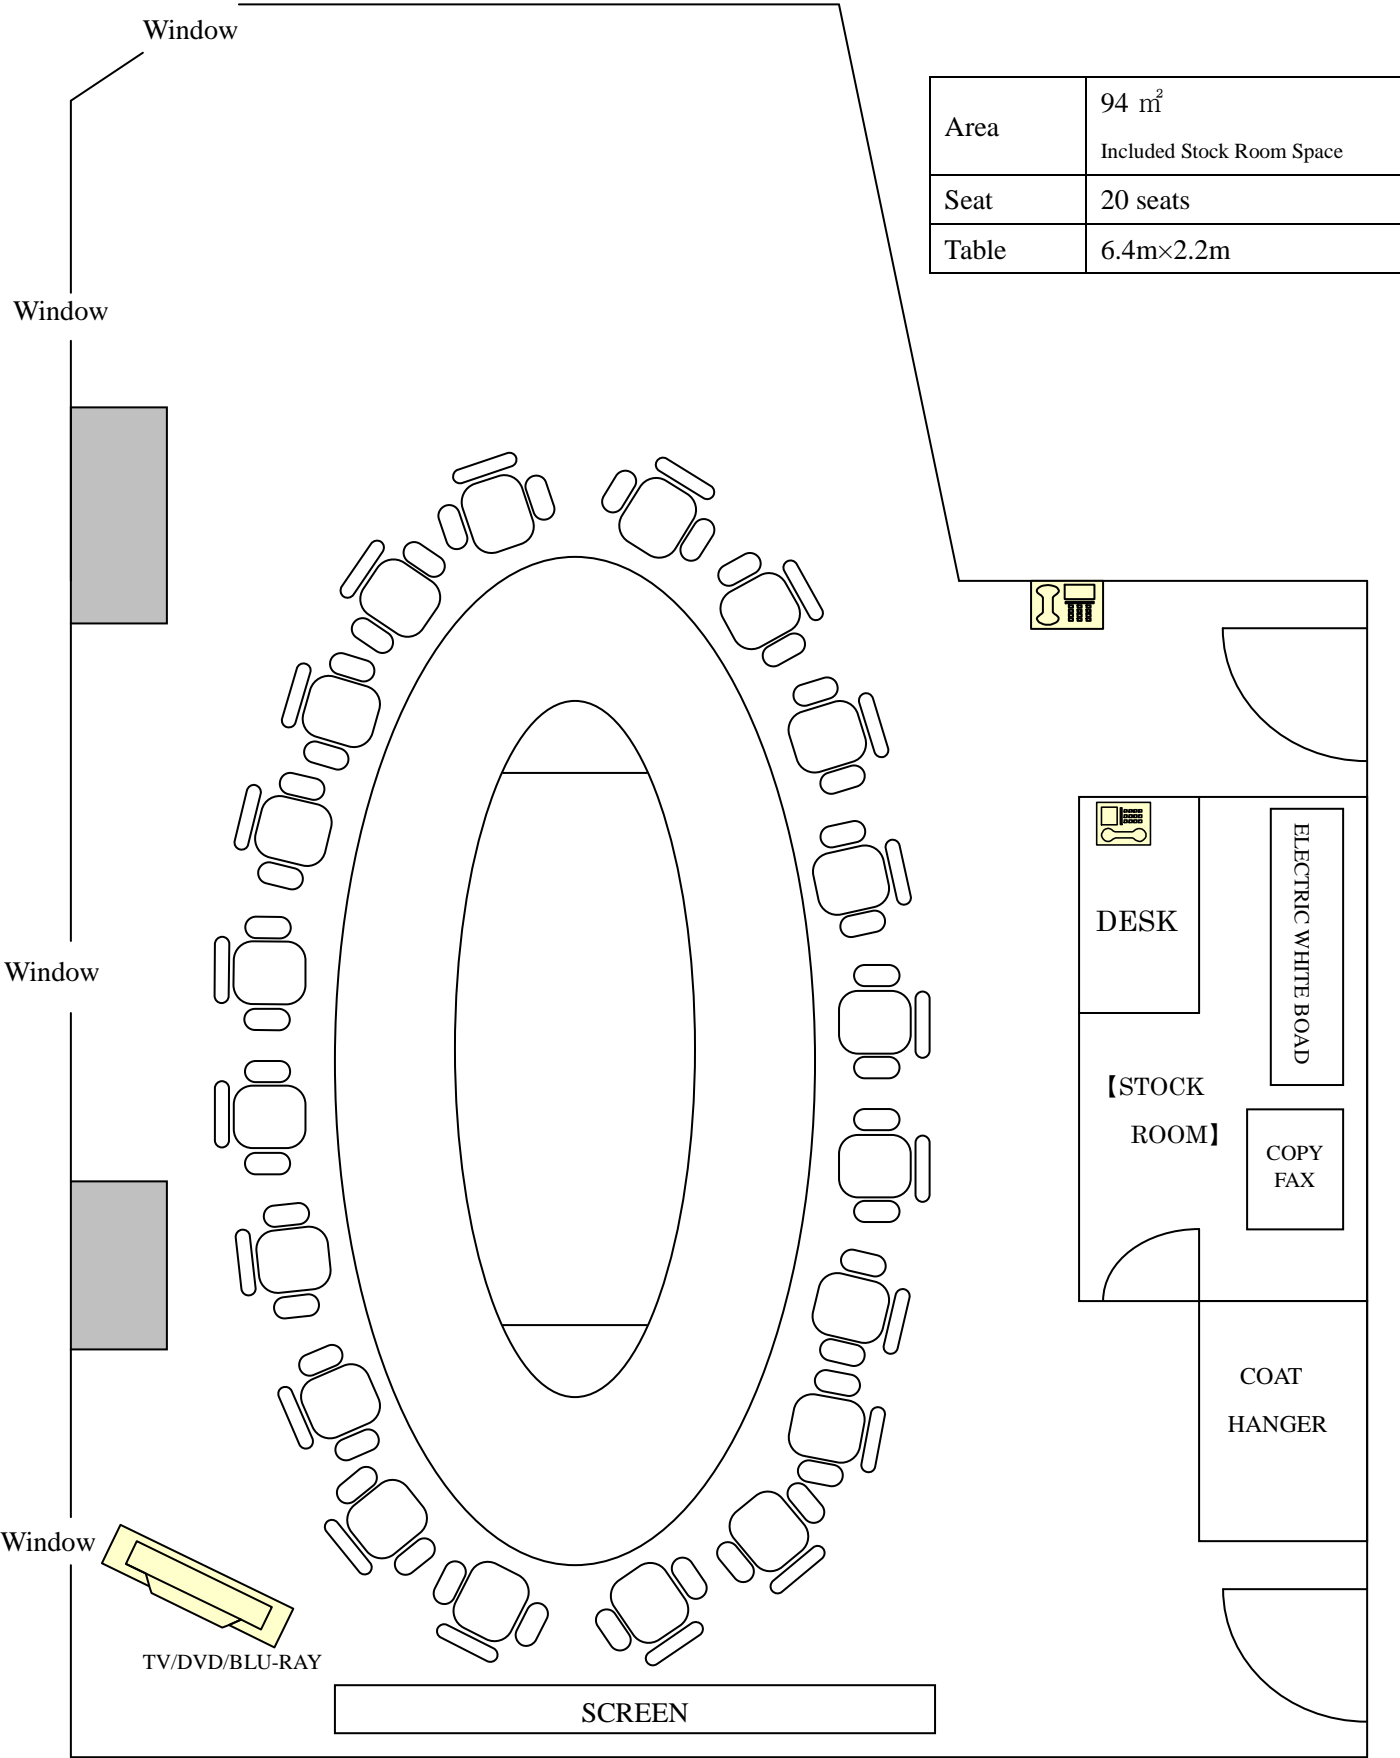 Window
Area
94 ㎡
Included Stock Room Space
Seat
20 seats
Table
6.4m×2.2m
Window
Window
DESK
ELECTRIC WHITE BOAD
【STOCK
ROOM】
COPY
FAX
COAT
HANGER
Window
TV/DVD/BLU-RAY
SCREEN